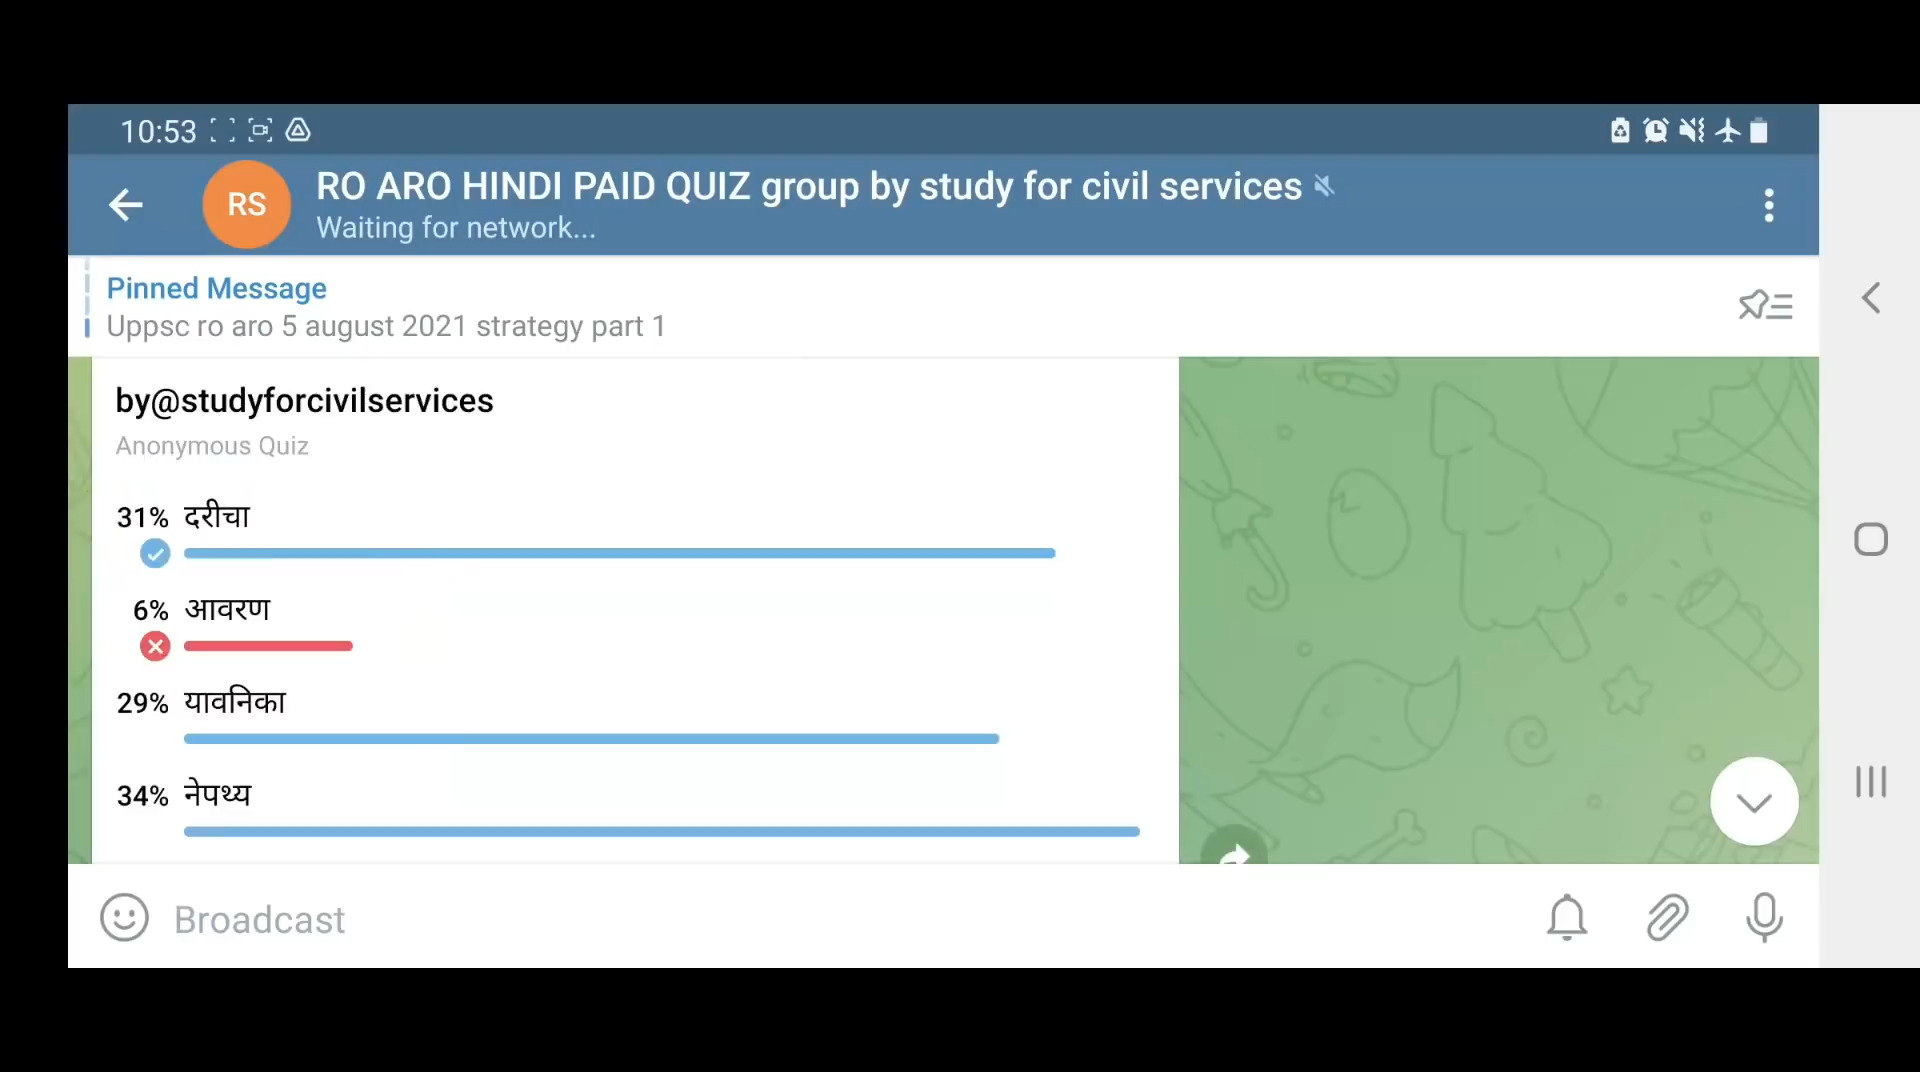 10:53
RS
RO ARO HINDI PAID QUIZ group by study for civil services
Waiting for network...
Pinned Message
Uppsc ro aro 5 august 2021 strategy part 1
by@studyforcivilservices
Anonymous Quiz
31% दरीचा
6% आवरण
29% यावनिका
34% नेपथ्य
Broadcast